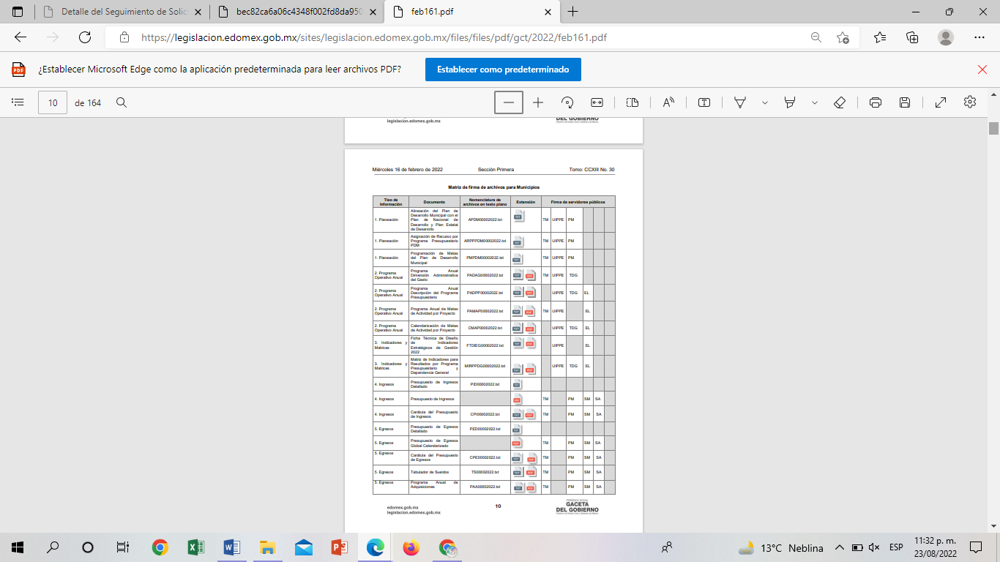 Detalle del Seguimiento de Solic
bec82ca6a06c4348f002fd8da950
feb161.pdf
https://legislacion.edomex.gob.mx/sites/legislacion.edomex.gob.mx/files/files/pdf/gct/2022/feb161.pdf
¿Establecer Microsoft Edge como la aplicación predeterminada para leer archivos PDF?
Establecer como predeterminado
10 de 164
legislacion.edomex.gob.mx
DEL GOBIERNO
Miércoles 16 de febrero de 2022 Sección Primera Tomo: CCXIII No. 30
Matriz de firma de archivos para Municipios
Tipo de información Documento Nomenclatura de archivos en texto plano Extensión Firma de servidores públicos
1. Planeación Alineación del Plan de Desarrollo Municipal con el Plan de Nacional de Desarrollo y Plan Estatal de Desarrollo APDM00002022.txt TXT TM UIPPE PM
1. Planeación Asignación de Recurso por Programa Presupuestario PDM ARPPPDM00002022.txt TXT TM UIPPE PM
1. Planeación Programación de Metas del Plan de Desarrollo Municipal PMPDM00002022.txt TXT TM UIPPE PM
2. Programa Operativo Anual Programa Anual Dimensión Administrativa del Gasto PADAG00002022.txt TXT PDF TM UIPPE TDG
2. Programa Operativo Anual Programa Anual Descripción del Programa Presupuestario PADPP00002022.txt TXT PDF UIPPE TDG EL
2. Programa Operativo Anual Programa Anual de Metas de Actividad por Proyecto PAMAP00002022.txt TXT PDF TM UIPPE EL
2. Programa Operativo Anual Calendarización de Metas de Actividad por Proyecto CMAP00002022.txt TXT PDF UIPPE TDG EL
3. Indicadores y Matrices Ficha Técnica de Diseño de Indicadores Estratégicos de Gestión 2022 FTDIEG00002022.txt TXT PDF UIPPE EL
3. Indicadores y Matrices Matriz de Indicadores para Resultados por Programa Presupuestario y Dependencia General MIRPPDG00002022.txt TXT PDF UIPPE TDG EL
4. Ingresos Presupuesto de Ingresos Detallado PID00002022.txt TXT
4. Ingresos Presupuesto de Ingresos PDF TM PM SM SA
4. Ingresos Carátula del Presupuesto de Ingresos CPI00002022.txt TXT PDF TM PM SM SA
5. Egresos Presupuesto de Egresos Detallado PED00002022.txt TXT
5. Egresos Presupuesto de Egresos Global Calendarizado PDF TM PM SM SA
5. Egresos Carátula del Presupuesto de Egresos CPE00002022.txt TXT PDF TM PM SM SA
5. Egresos Tabulador de Sueldos TS00002022.txt TXT PDF TM PM SM SA
5. Egresos Programa Anual de Adquisiciones PAA00002022.txt TXT PDF TM PM SM SA
edomex.gob.mx
legislacion.edomex.gob.mx
10
PERIÓDICO OFICIAL
GACETA
DEL GOBIERNO
13°C Neblina
ESP
11:32 p. m.
23/08/2022